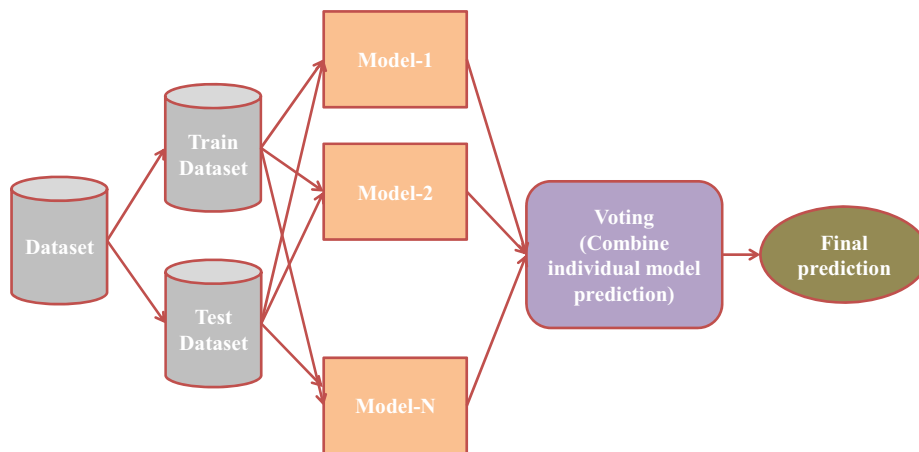 Dataset
Train
Dataset
Test
Dataset
Model-1
Model-2
Model-N
Voting
(Combine
individual model
prediction)
Final
prediction